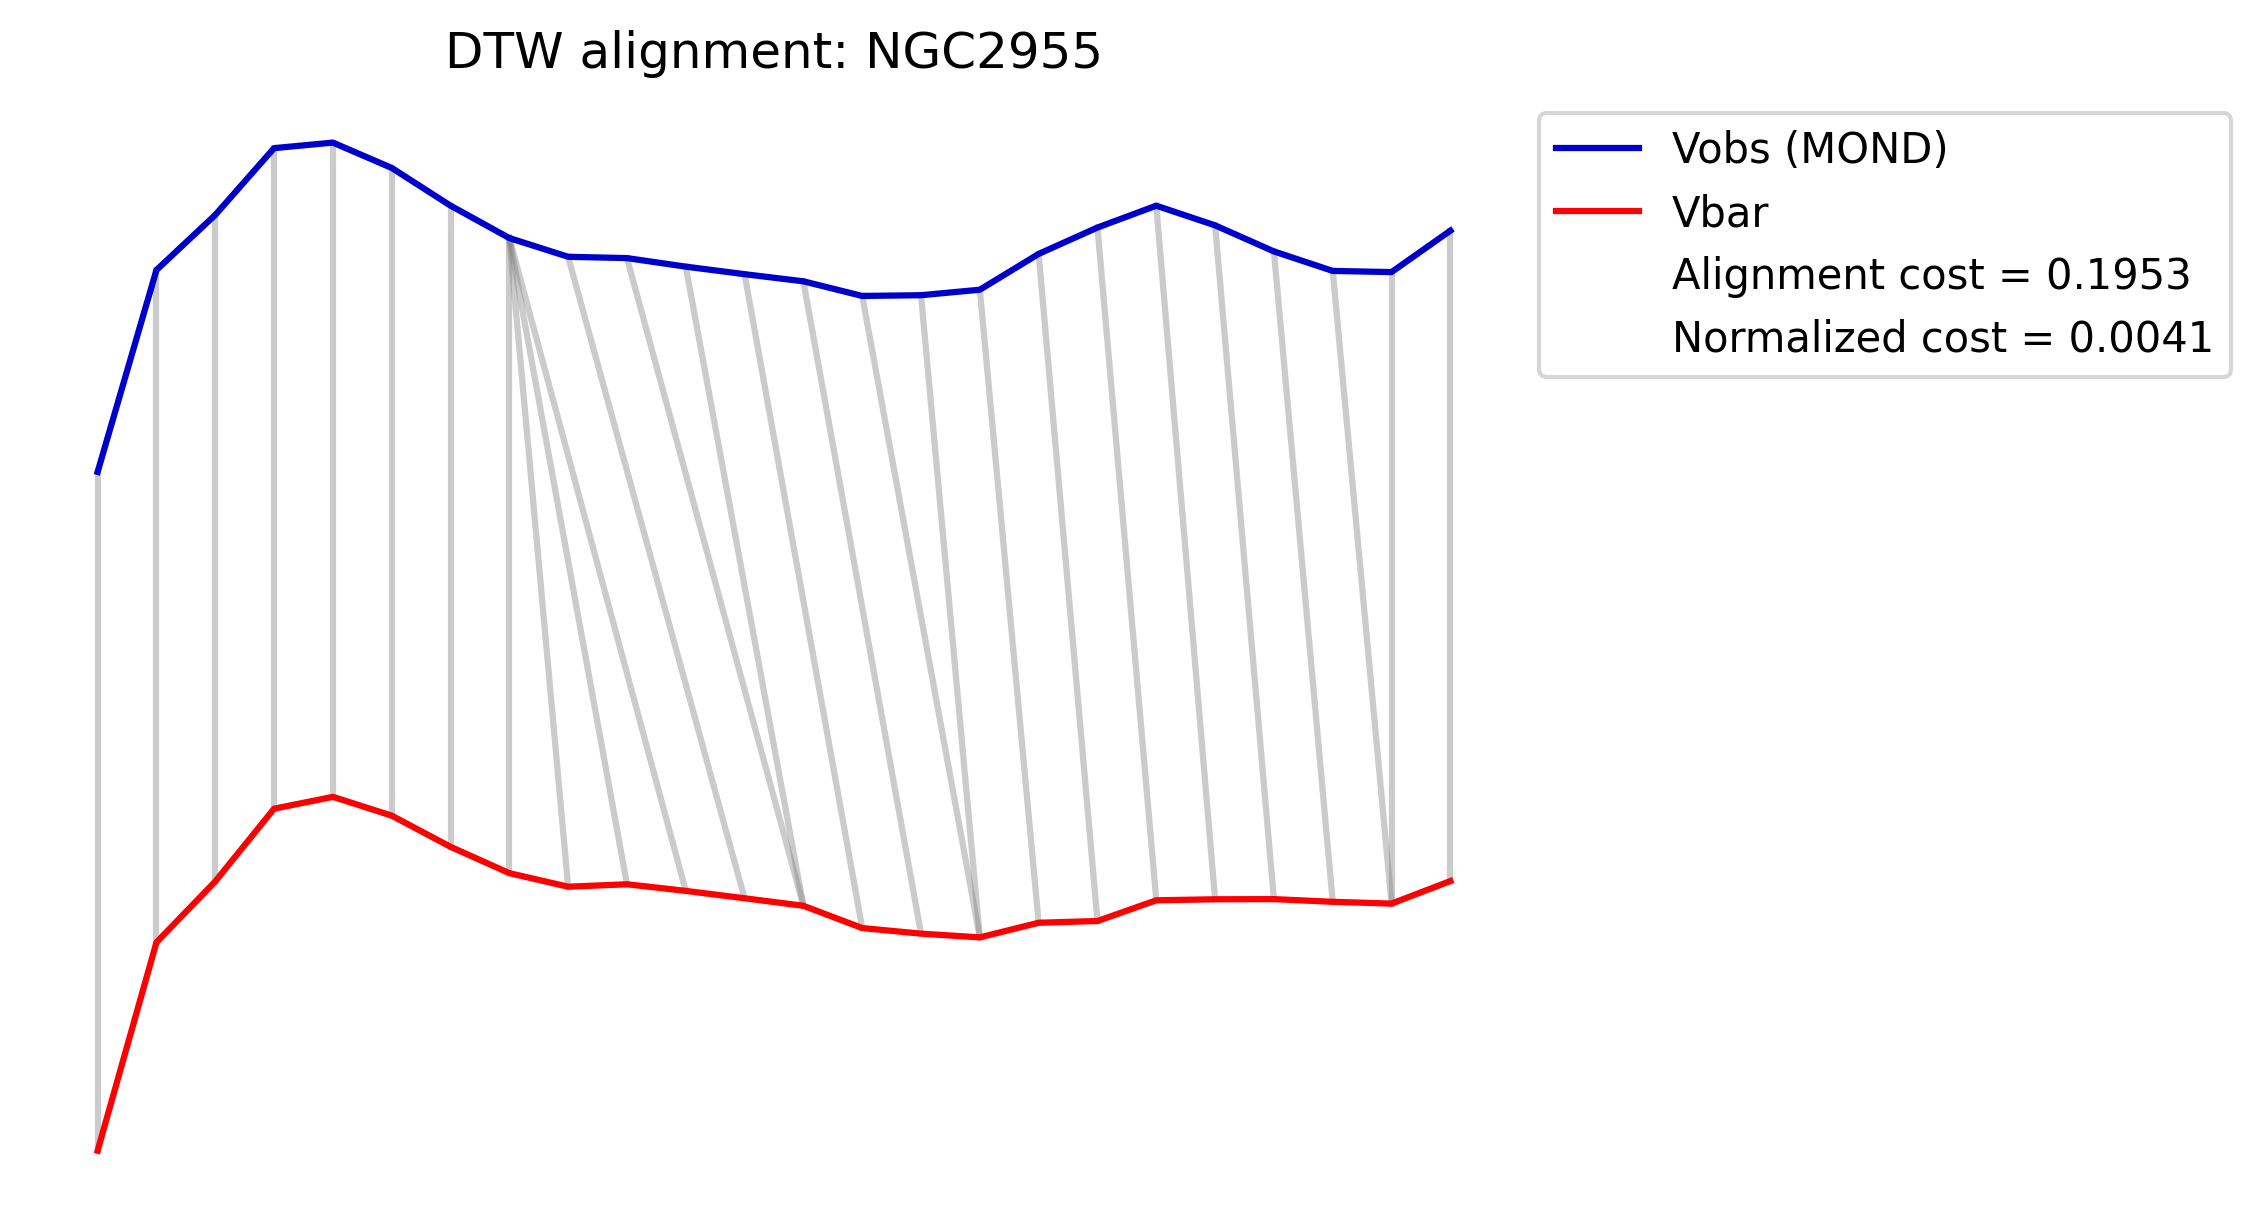 DTW alignment: NGC2955
Vobs (MOND)
Vbar
Alignment cost = 0.1953
Normalized cost = 0.0041